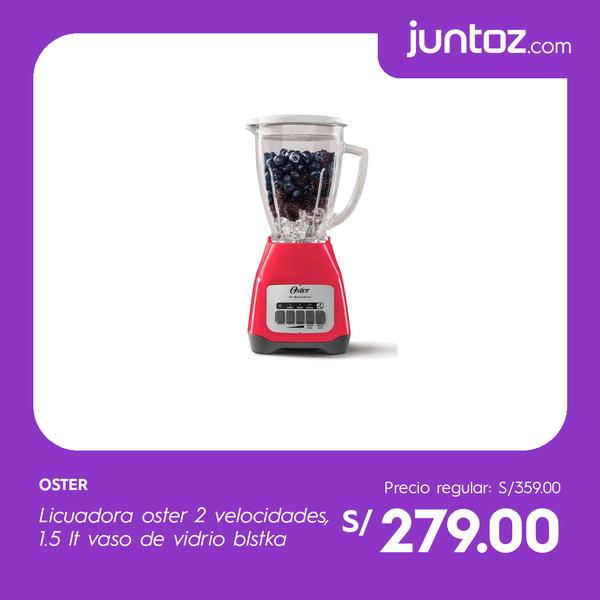 juntoz.com
Oster
OSTER
Precio regular: S/359.00
Licuadora oster 2 velocidades,
1.5 lt vaso de vidrio blstka
S/279.00